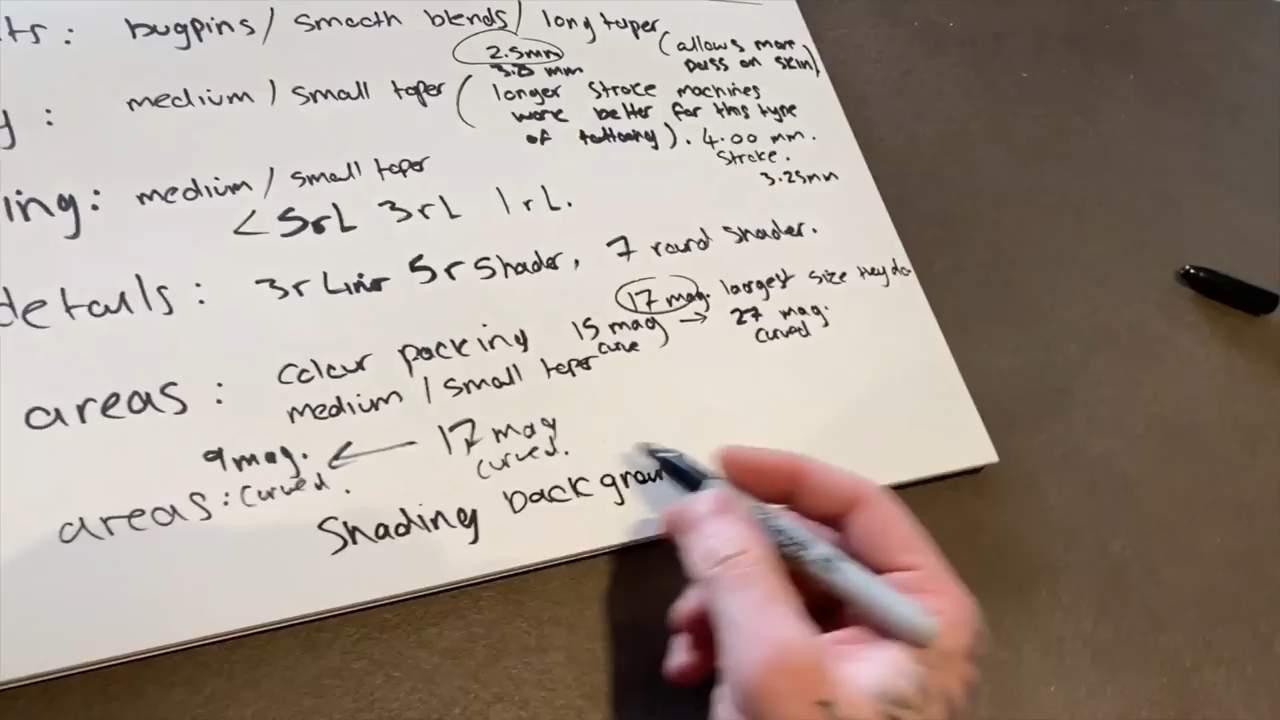 ts: bugpins / smooth blends / long taper
2.5mm (allows more
3.5 mm pass on skin)
y: medium / small taper (longer stroke machines
work better for this type
of tattooing). 4.00 mm.
stroke.
3.25mm
ing: medium / small taper
< 5rL 3rL 1rL.
details: 3r Liner 5r Shader, 7 round Shader.
17 mag. largest size they do
areas: colour packing 15 mag → 27 mag.
curve curved
medium / small taper
9 mag. ← 17 mag
curved. curved.
areas:
Shading back groun